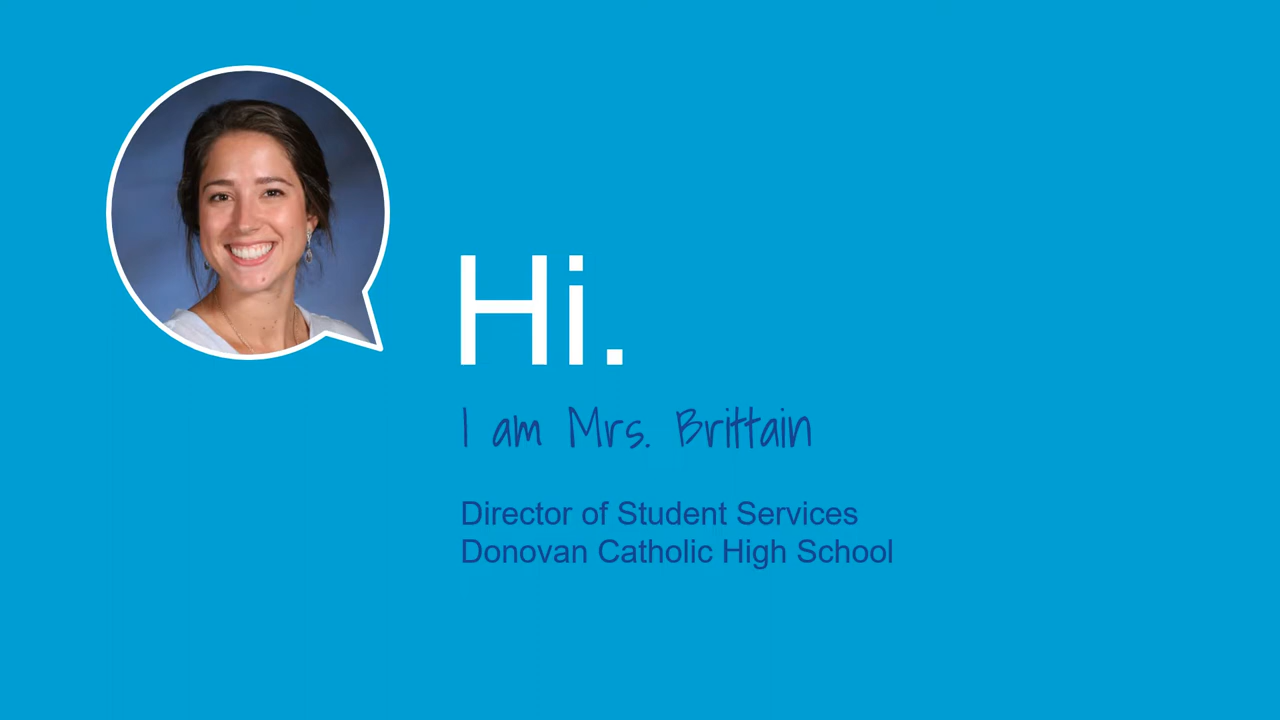 Hi.
I am Mrs. Brittain
Director of Student Services
Donovan Catholic High School